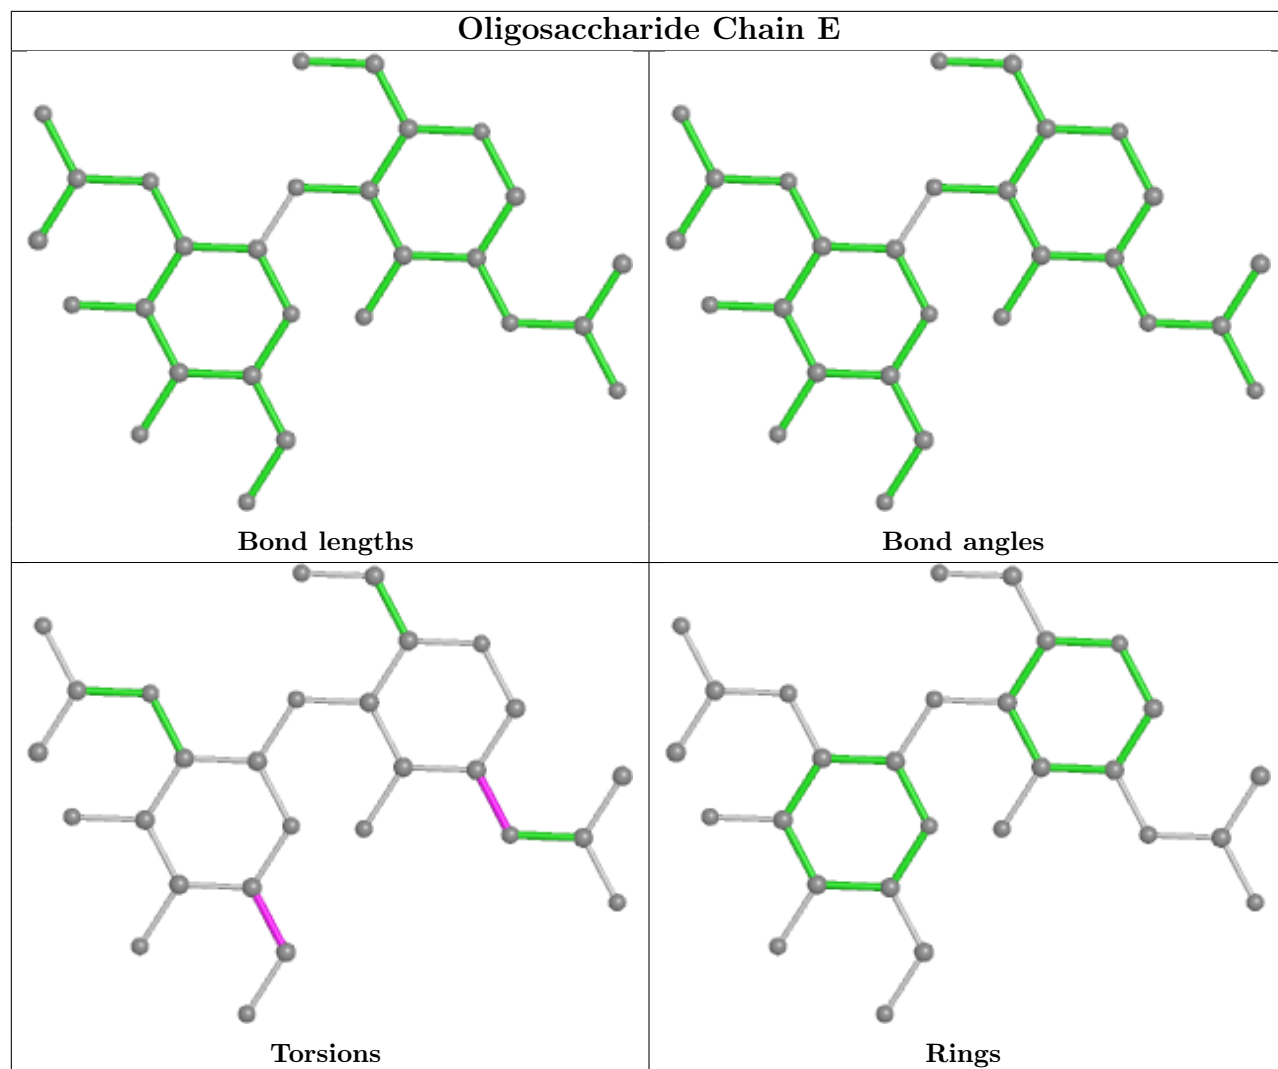 Oligosaccharide Chain E
Bond lengths
Bond angles
Torsions
Rings